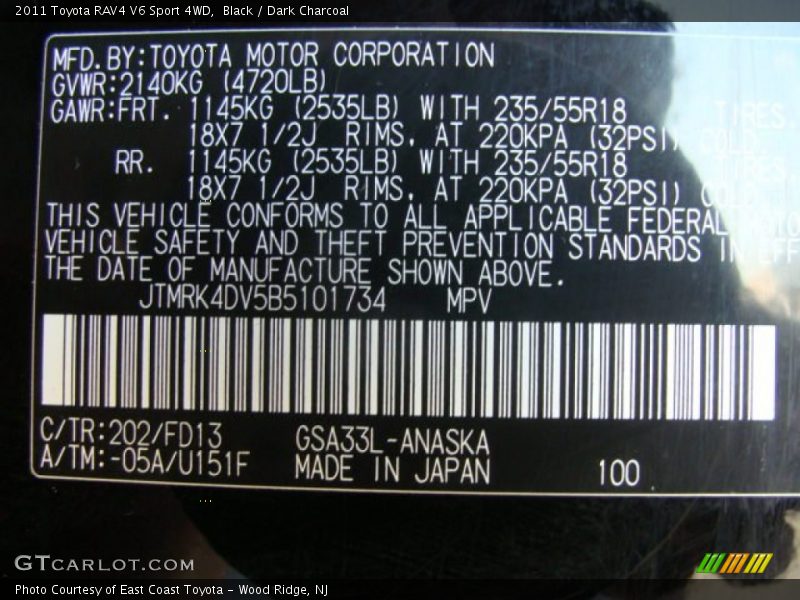 2011 Toyota RAV4 V6 Sport 4WD,  Black / Dark Charcoal
MFD. BY: TOYOTA MOTOR CORPORATION
GVWR: 2140KG (4720LB)
GAWR: FRT. 1145KG (2535LB) WITH 235/55R18 TIRES,
18X7 1/2J RIMS, AT 220KPA (32PSI) COLD.
RR. 1145KG (2535LB) WITH 235/55R18 TIRES,
18X7 1/2J RIMS, AT 220KPA (32PSI)
THIS VEHICLE CONFORMS TO ALL APPLICABLE FEDERAL
VEHICLE SAFETY AND THEFT PREVENTION STANDARDS IN
THE DATE OF MANUFACTURE SHOWN ABOVE.
JTMRK4DV5B5101734 MPV
C/TR: 202/FD13 GSA33L-ANASKA
A/TM: -05A/U151F MADE IN JAPAN 100
GTCARLOT.COM
Photo Courtesy of East Coast Toyota – Wood Ridge, NJ